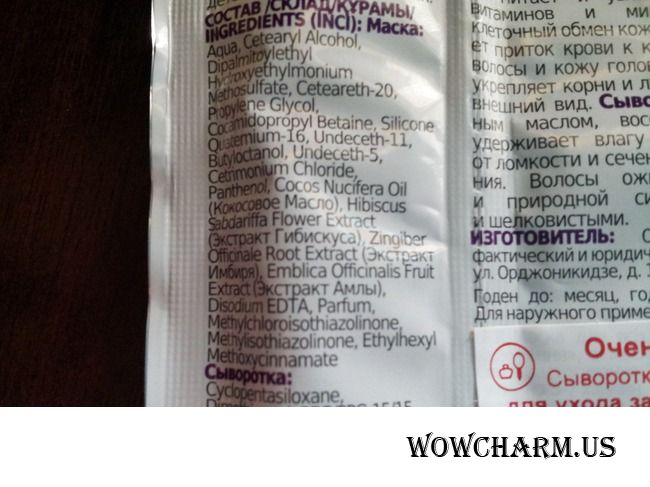 СОСТАВ /СКЛАД/ҚҰРАМЫ/
INGREDIENTS (INCI): Маска:
Aqua, Cetearyl Alcohol,
Dipalmitoylethyl
Hydroxyethylmonium
Methosulfate, Ceteareth-20,
Propylene Glycol,
Cocamidopropyl Betaine, Silicone
Quaternium-16, Undeceth-11,
Butyloctanol, Undeceth-5,
Cetrimonium Chloride,
Panthenol, Cocos Nucifera Oil
(Кокосовое Масло), Hibiscus
Sabdariffa Flower Extract
(Экстракт Гибискуса), Zingiber
Officinale Root Extract (Экстракт
Имбиря), Emblica Officinalis Fruit
Extract (Экстракт Амлы),
Disodium EDTA, Parfum,
Methylchloroisothiazolinone,
Methylisothiazolinone, Ethylhexyl
Methoxycinnamate
Сыворотка:
Cyclopentasiloxane,
витаминов и ми
клеточный обмен кож
ет приток крови к к
волосы и кожу голов
укрепляет корни и л
внешний вид. Сыво
ным маслом, вос
удерживает влагу
от ломкости и сечен
ния. Волосы ож
и природной си
и шелковистыми.
ИЗГОТОВИТЕЛЬ: О
фактический и юридич
ул. Орджоникидзе, д. 1
Годен до: месяц, го
Для наружного приме
Очен
Сыворотк
для ухода за
WOWCHARM.US